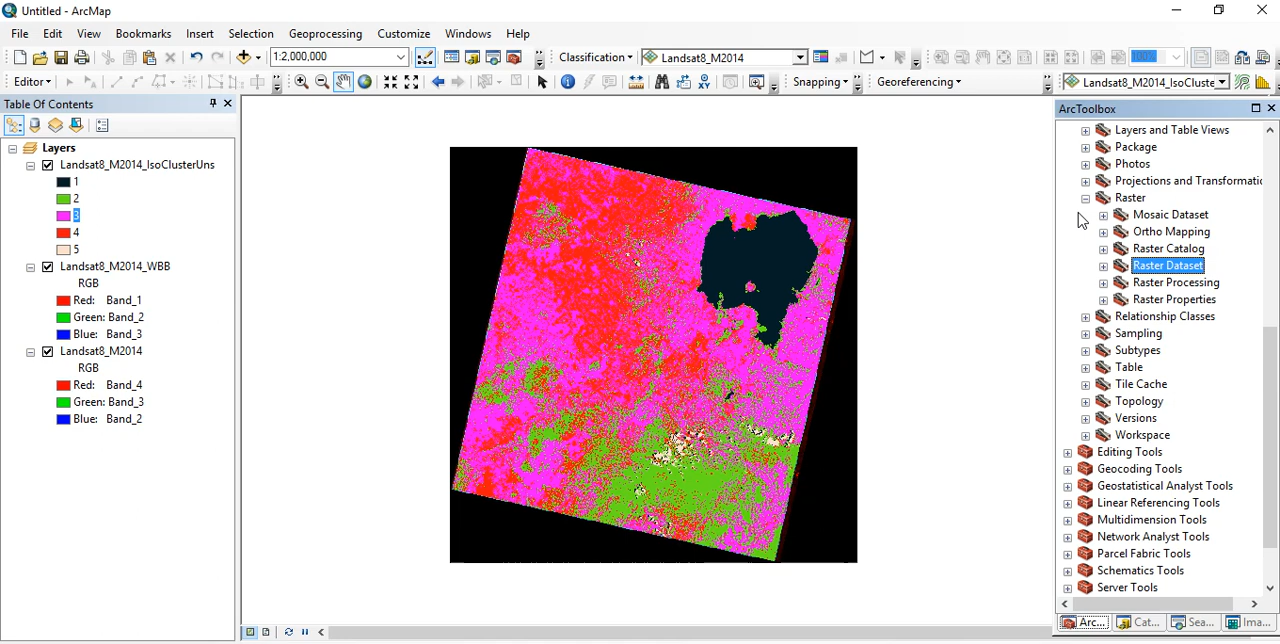 Untitled - ArcMap
File Edit View Bookmarks Insert Selection Geoprocessing Customize Windows Help
1:2,000,000 Classification Landsat8_M2014 100%
Editor Snapping Georeferencing Landsat8_M2014_IsoCluste
Table Of Contents
Layers
Landsat8_M2014_IsoClusterUns
1
2
3
4
5
Landsat8_M2014_WBB
RGB
Red: Band_1
Green: Band_2
Blue: Band_3
Landsat8_M2014
RGB
Red: Band_4
Green: Band_3
Blue: Band_2
ArcToolbox
Layers and Table Views
Package
Photos
Projections and Transformatio
Raster
Mosaic Dataset
Ortho Mapping
Raster Catalog
Raster Dataset
Raster Processing
Raster Properties
Relationship Classes
Sampling
Subtypes
Table
Tile Cache
Topology
Versions
Workspace
Editing Tools
Geocoding Tools
Geostatistical Analyst Tools
Linear Referencing Tools
Multidimension Tools
Network Analyst Tools
Parcel Fabric Tools
Schematics Tools
Server Tools
Arc... Cat... Sea... Ima...